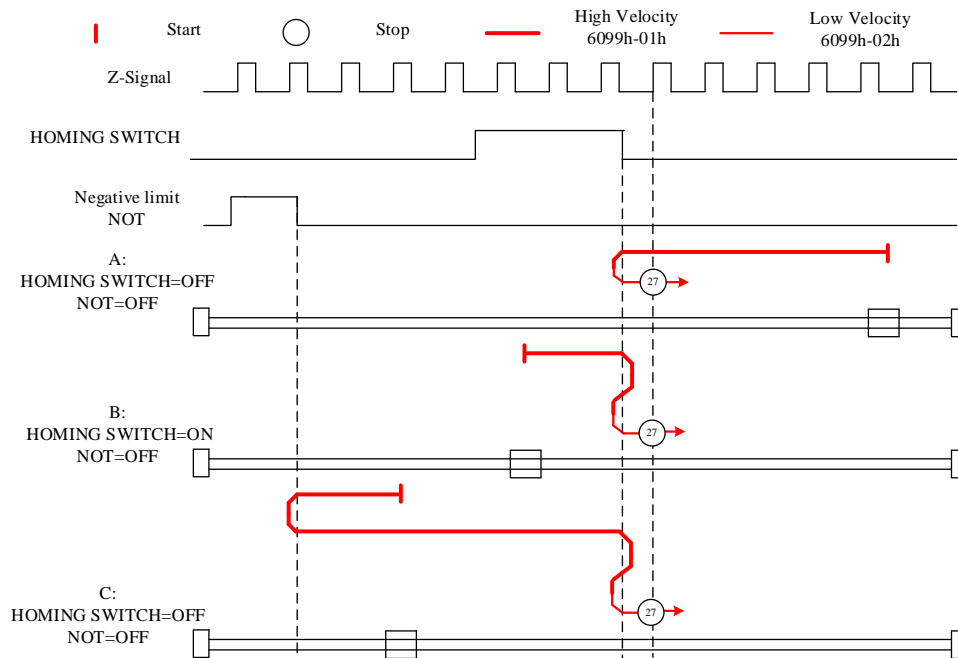 Start
Stop
High Velocity
6099h-01h
Low Velocity
6099h-02h
Z-Signal
HOMING SWITCH
Negative limit
NOT
A:
HOMING SWITCH=OFF
NOT=OFF
27
B:
HOMING SWITCH=ON
NOT=OFF
27
C:
HOMING SWITCH=OFF
NOT=OFF
27